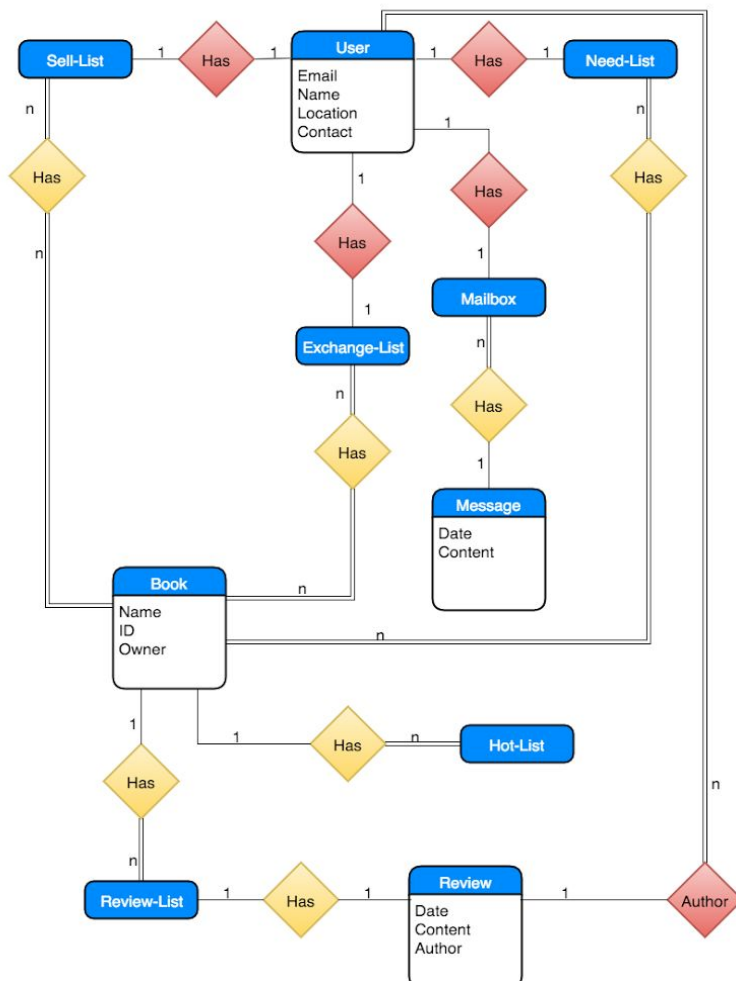 User
Sell-List
1
Has
1
1
Has
1
Need-List
Email
Name
Location
Contact
n
1
n
Has
1
Has
Has
Has
n
1
1
Mailbox
Exchange-List
n
n
Has
Has
1
Message
Date
Content
Book
n
Name
ID
Owner
n
1
1
Has
n
Hot-List
Has
n
n
Review-List
1
Has
1
Review
1
Author
Date
Content
Author